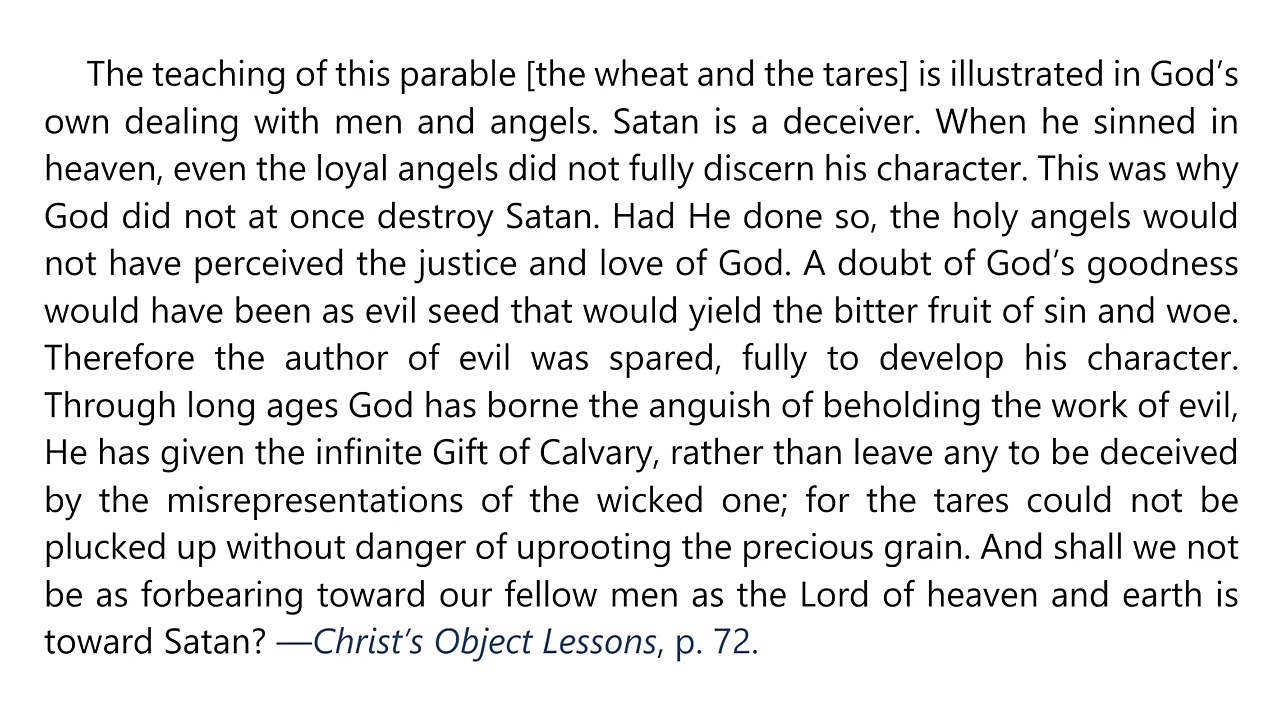 The teaching of this parable [the wheat and the tares] is illustrated in God’s
own dealing with men and angels. Satan is a deceiver. When he sinned in
heaven, even the loyal angels did not fully discern his character. This was why
God did not at once destroy Satan. Had He done so, the holy angels would
not have perceived the justice and love of God. A doubt of God’s goodness
would have been as evil seed that would yield the bitter fruit of sin and woe.
Therefore the author of evil was spared, fully to develop his character.
Through long ages God has borne the anguish of beholding the work of evil,
He has given the infinite Gift of Calvary, rather than leave any to be deceived
by the misrepresentations of the wicked one; for the tares could not be
plucked up without danger of uprooting the precious grain. And shall we not
be as forbearing toward our fellow men as the Lord of heaven and earth is
toward Satan? —Christ’s Object Lessons, p. 72.